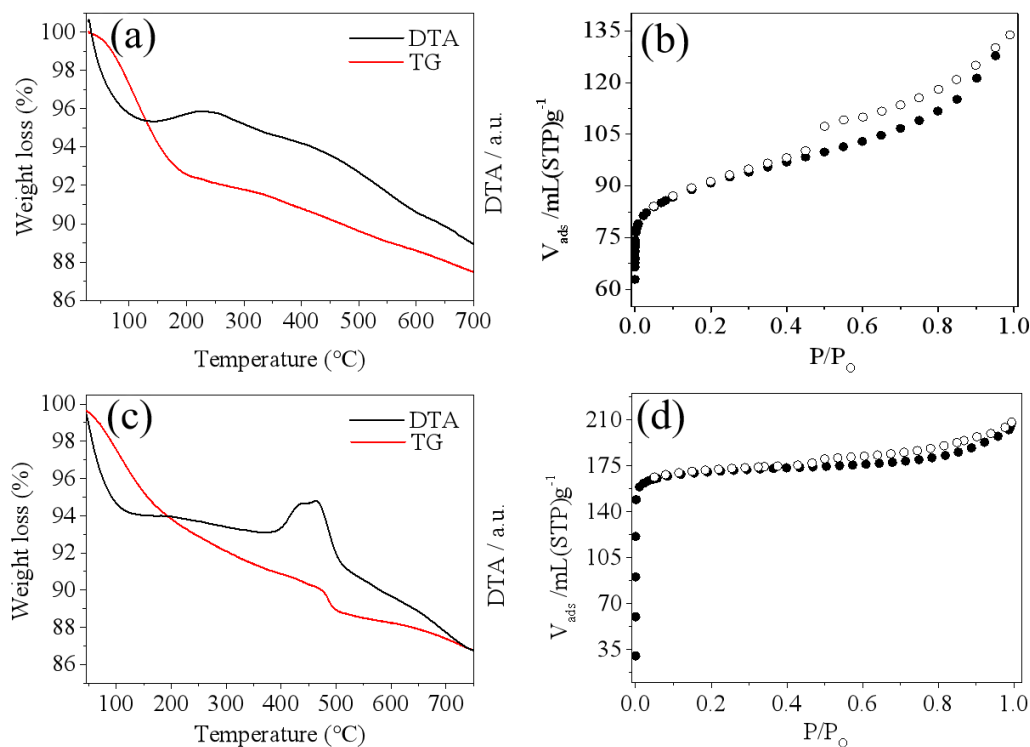 (a)
DTA
TG
Weight loss (%)
DTA / a.u.
100
98
96
94
92
90
88
86
100 200 300 400 500 600 700
Temperature (°C)
(b)
V_ads /mL(STP)g⁻¹
135
120
105
90
75
60
0.0 0.2 0.4 0.6 0.8 1.0
P/P₀
(c)
DTA
TG
Weight loss (%)
DTA / a.u.
100
98
96
94
92
90
88
86
100 200 300 400 500 600 700
Temperature (°C)
(d)
V_ads /mL(STP)g⁻¹
210
175
140
105
70
35
0.0 0.2 0.4 0.6 0.8 1.0
P/P₀